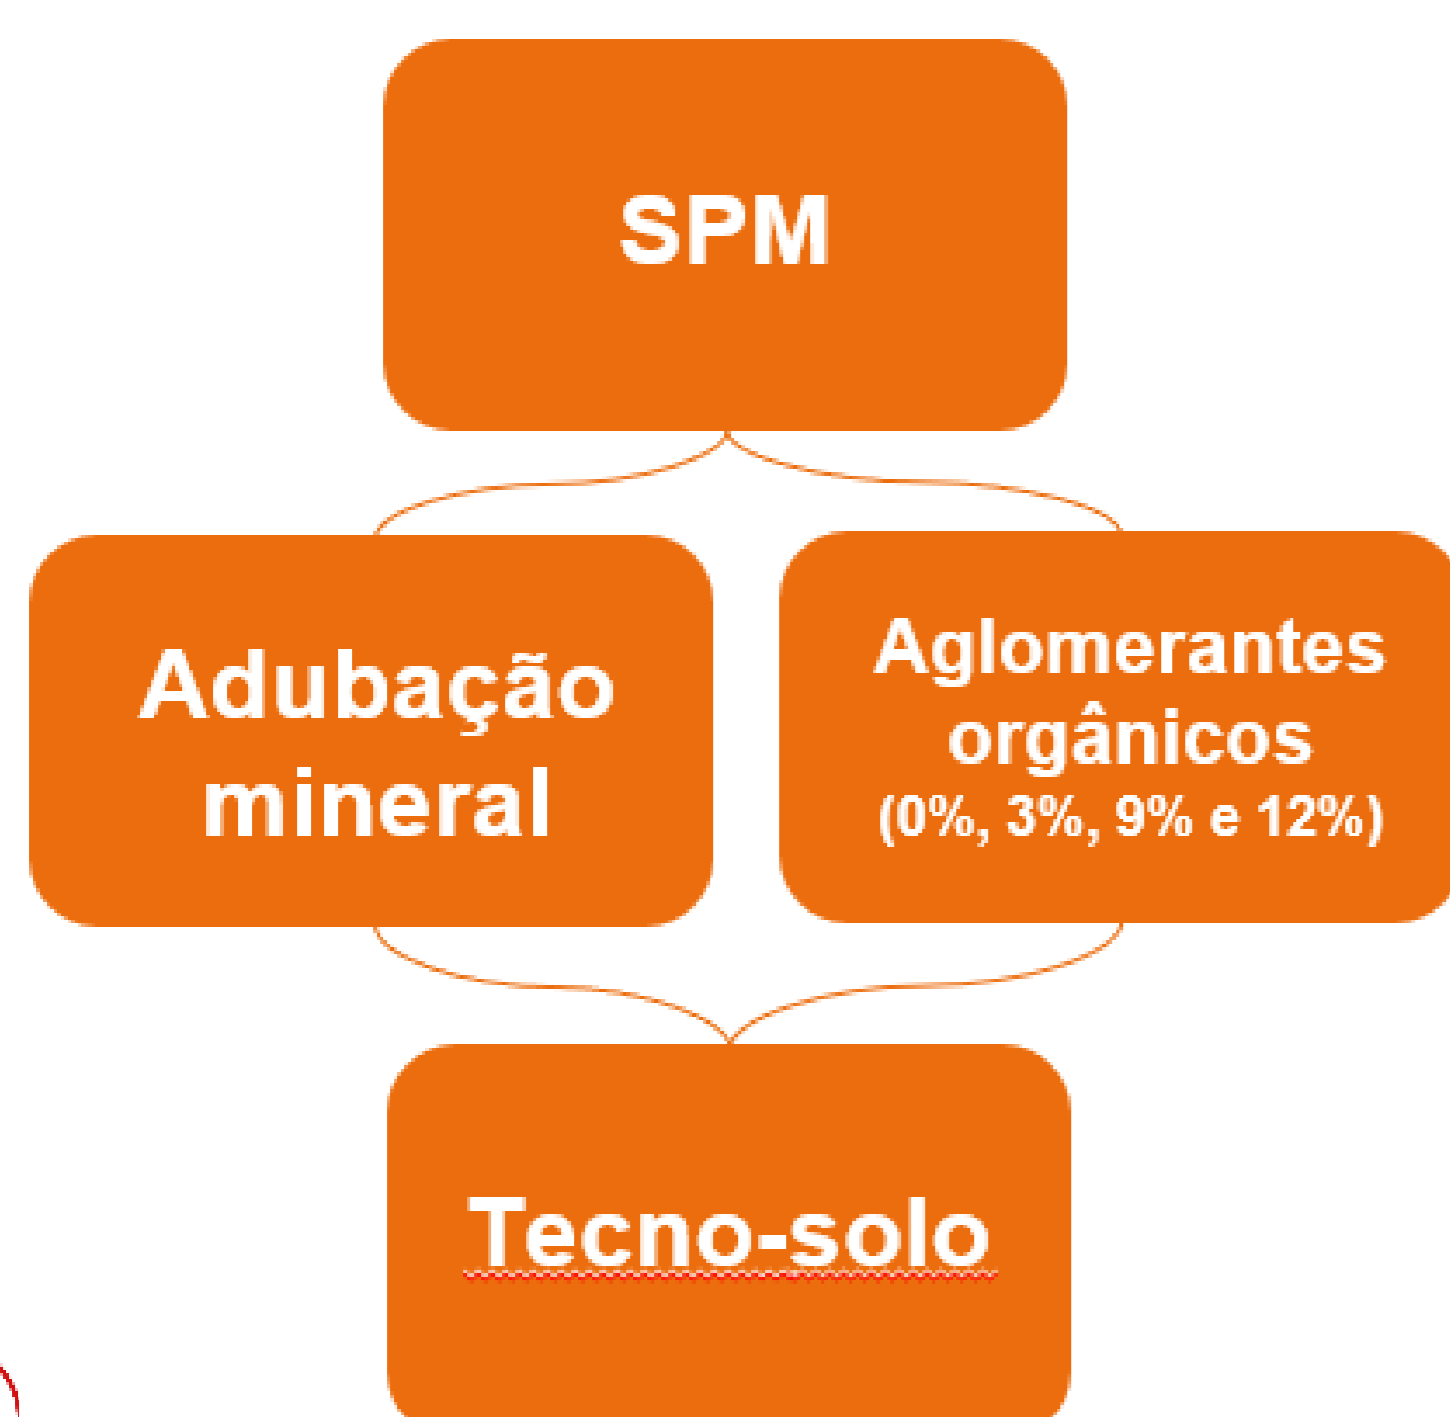 SPM
Adubação
mineral
Aglomerantes
orgânicos
(0%, 3%, 9% e 12%)
Tecno-solo